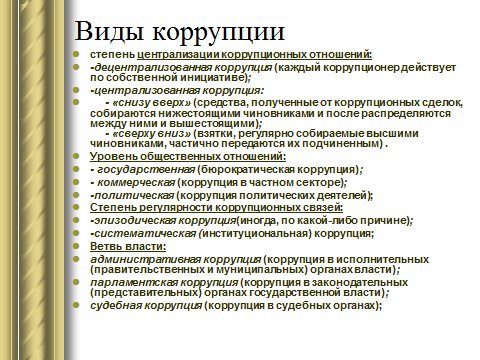 Виды коррупции
степень централизации коррупционных отношений:
-децентрализованная коррупция (каждый коррупционер действует
по собственной инициативе);
-централизованная коррупция:
- «снизу вверх» (средства, полученные от коррупционных сделок,
собираются нижестоящими чиновниками и после распределяются
между ними и вышестоящими);
- «сверху вниз» (взятки, регулярно собираемые высшими
чиновниками, частично передаются их подчиненным) .
Уровень общественных отношений:
- государственная (бюрократическая коррупция);
- коммерческая (коррупция в частном секторе);
-политическая (коррупция политических деятелей);
Степень регулярности коррупционных связей:
-эпизодическая коррупция(иногда, по какой-либо причине);
-систематическая (институциональная) коррупция;
Ветвь власти:
административная коррупция (коррупция в исполнительных
(правительственных и муниципальных) органах власти);
парламентская коррупция (коррупция в законодательных
(представительных) органах государственной власти);
судебная коррупция (коррупция в судебных органах);